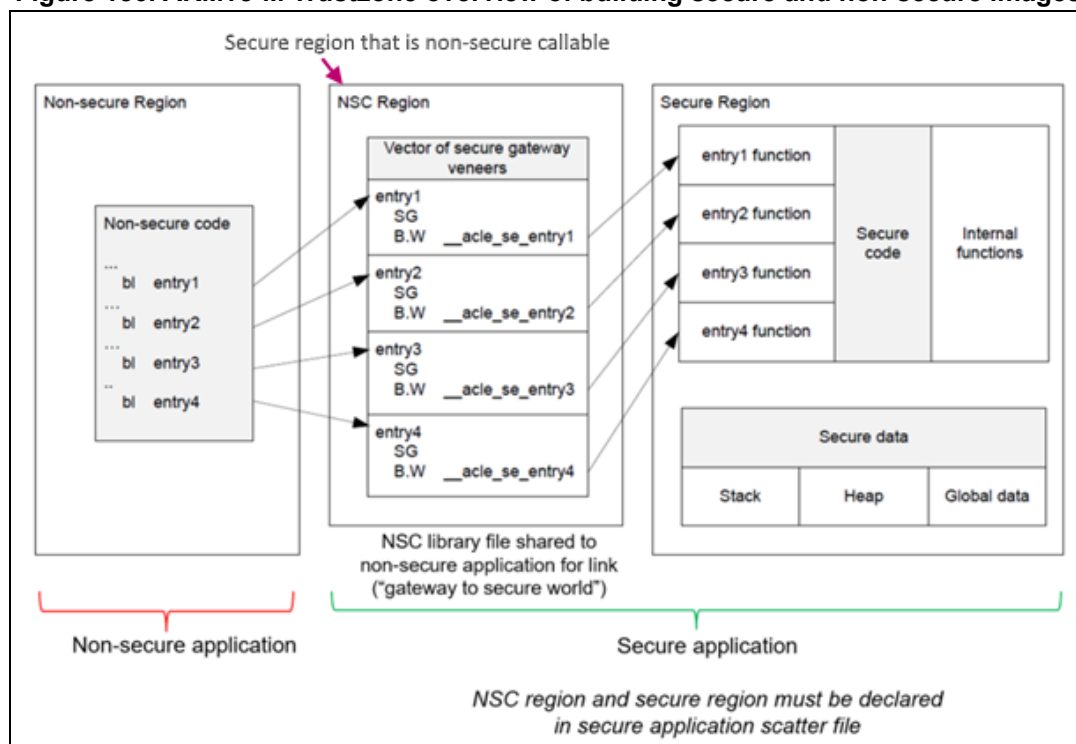 Secure region that is non-secure callable
Non-secure Region
Non-secure code
...
bl entry1
...
bl entry2
...
bl entry3
..
bl entry4
NSC Region
Vector of secure gateway
veneers
entry1
SG
B.W __acle_se_entry1
entry2
SG
B.W __acle_se_entry2
entry3
SG
B.W __acle_se_entry3
entry4
SG
B.W __acle_se_entry4
NSC library file shared to
non-secure application for link
("gateway to secure world")
Secure Region
entry1 function
entry2 function
entry3 function
entry4 function
Secure
code
Internal
functions
Secure data
Stack Heap Global data
Non-secure application
Secure application
NSC region and secure region must be declared
in secure application scatter file